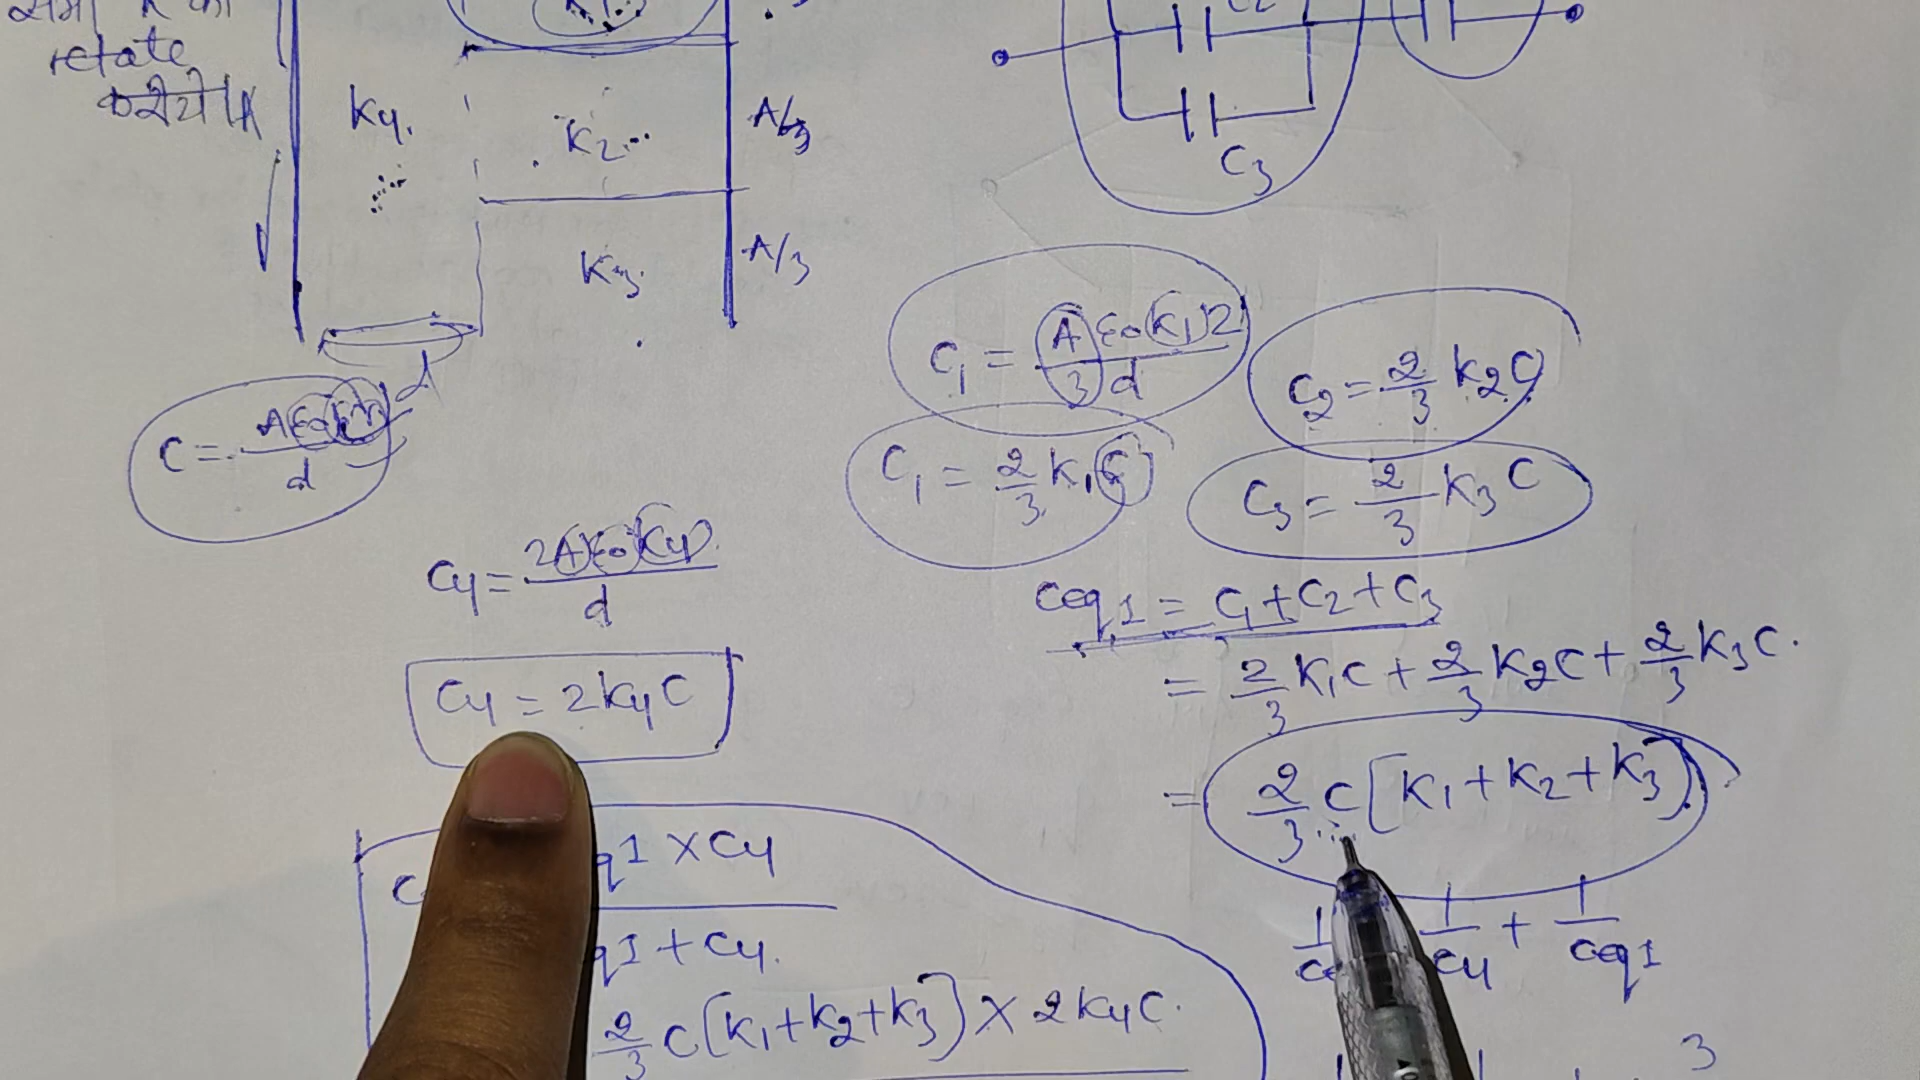 retate
K4.
K2
A/3
C3
K3
A/3
d
C1 = A/3 ε0 K1 2 / d
C2 = 2/3 K2 C
C = Aε0 / d
C1 = 2/3 K1 C
C3 = 2/3 K3 C
C4 = 2Aε0K4 / d
Ceq1 = C1 + C2 + C3
= 2/3 K1C + 2/3 K2C + 2/3 K3C.
C4 = 2K4C
= 2/3 C [K1 + K2 + K3]
q1 × C4
q1 + C4.
1/C4 + 1/Ceq1
2/3 C [K1 + K2 + K3] × 2K4C.
3